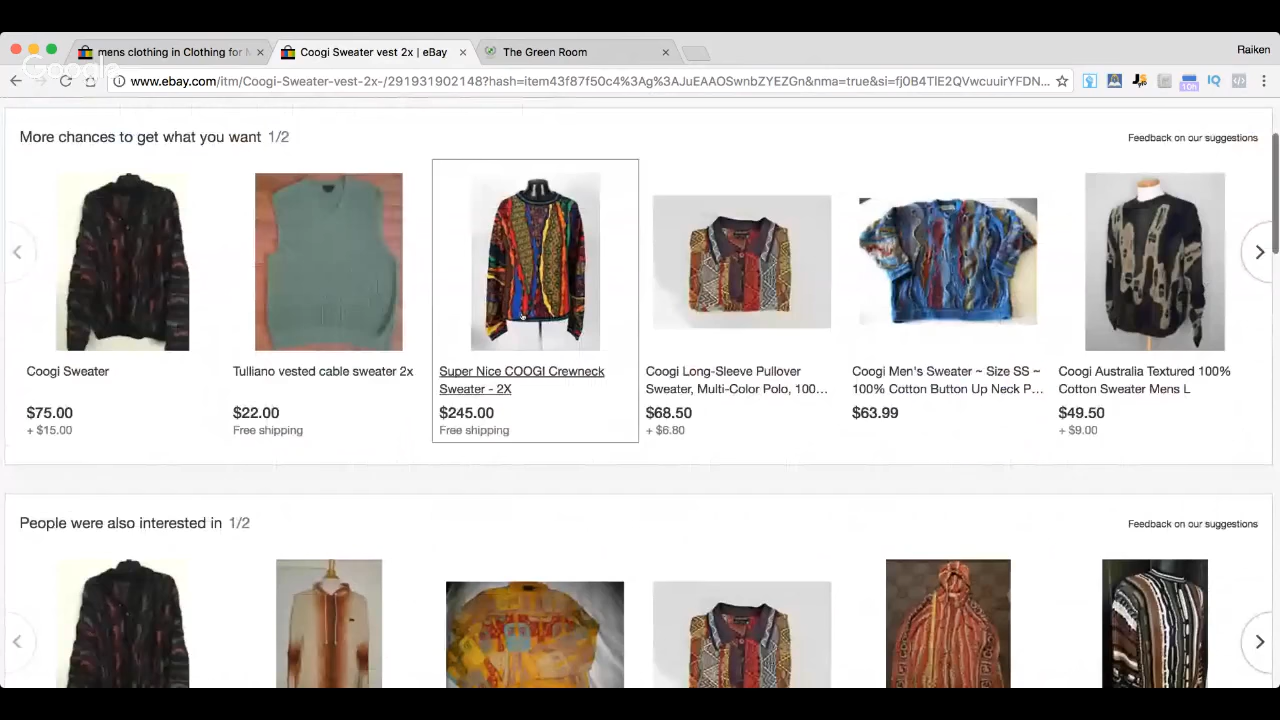 mens clothing in Clothing for M
Coogi Sweater vest 2x | eBay
The Green Room
Raiken
Google
www.ebay.com/itm/Coogi-Sweater-vest-2x-/291931902148?hash=item43f87f50c4%3Ag%3AJuEAAOSwnbZYEZGn&nma=true&si=fj0B4TlE2QVwcuuirYFDN...
10h
IQ
More chances to get what you want 1/2
Feedback on our suggestions
Coogi Sweater
$75.00
+ $15.00
Tulliano vested cable sweater 2x
$22.00
Free shipping
Super Nice COOGI Crewneck
Sweater - 2X
$245.00
Free shipping
Coogi Long-Sleeve Pullover
Sweater, Multi-Color Polo, 100...
$68.50
+ $6.80
Coogi Men's Sweater ~ Size SS ~
100% Cotton Button Up Neck P...
$63.99
Coogi Australia Textured 100%
Cotton Sweater Mens L
$49.50
+ $9.00
People were also interested in 1/2
Feedback on our suggestions